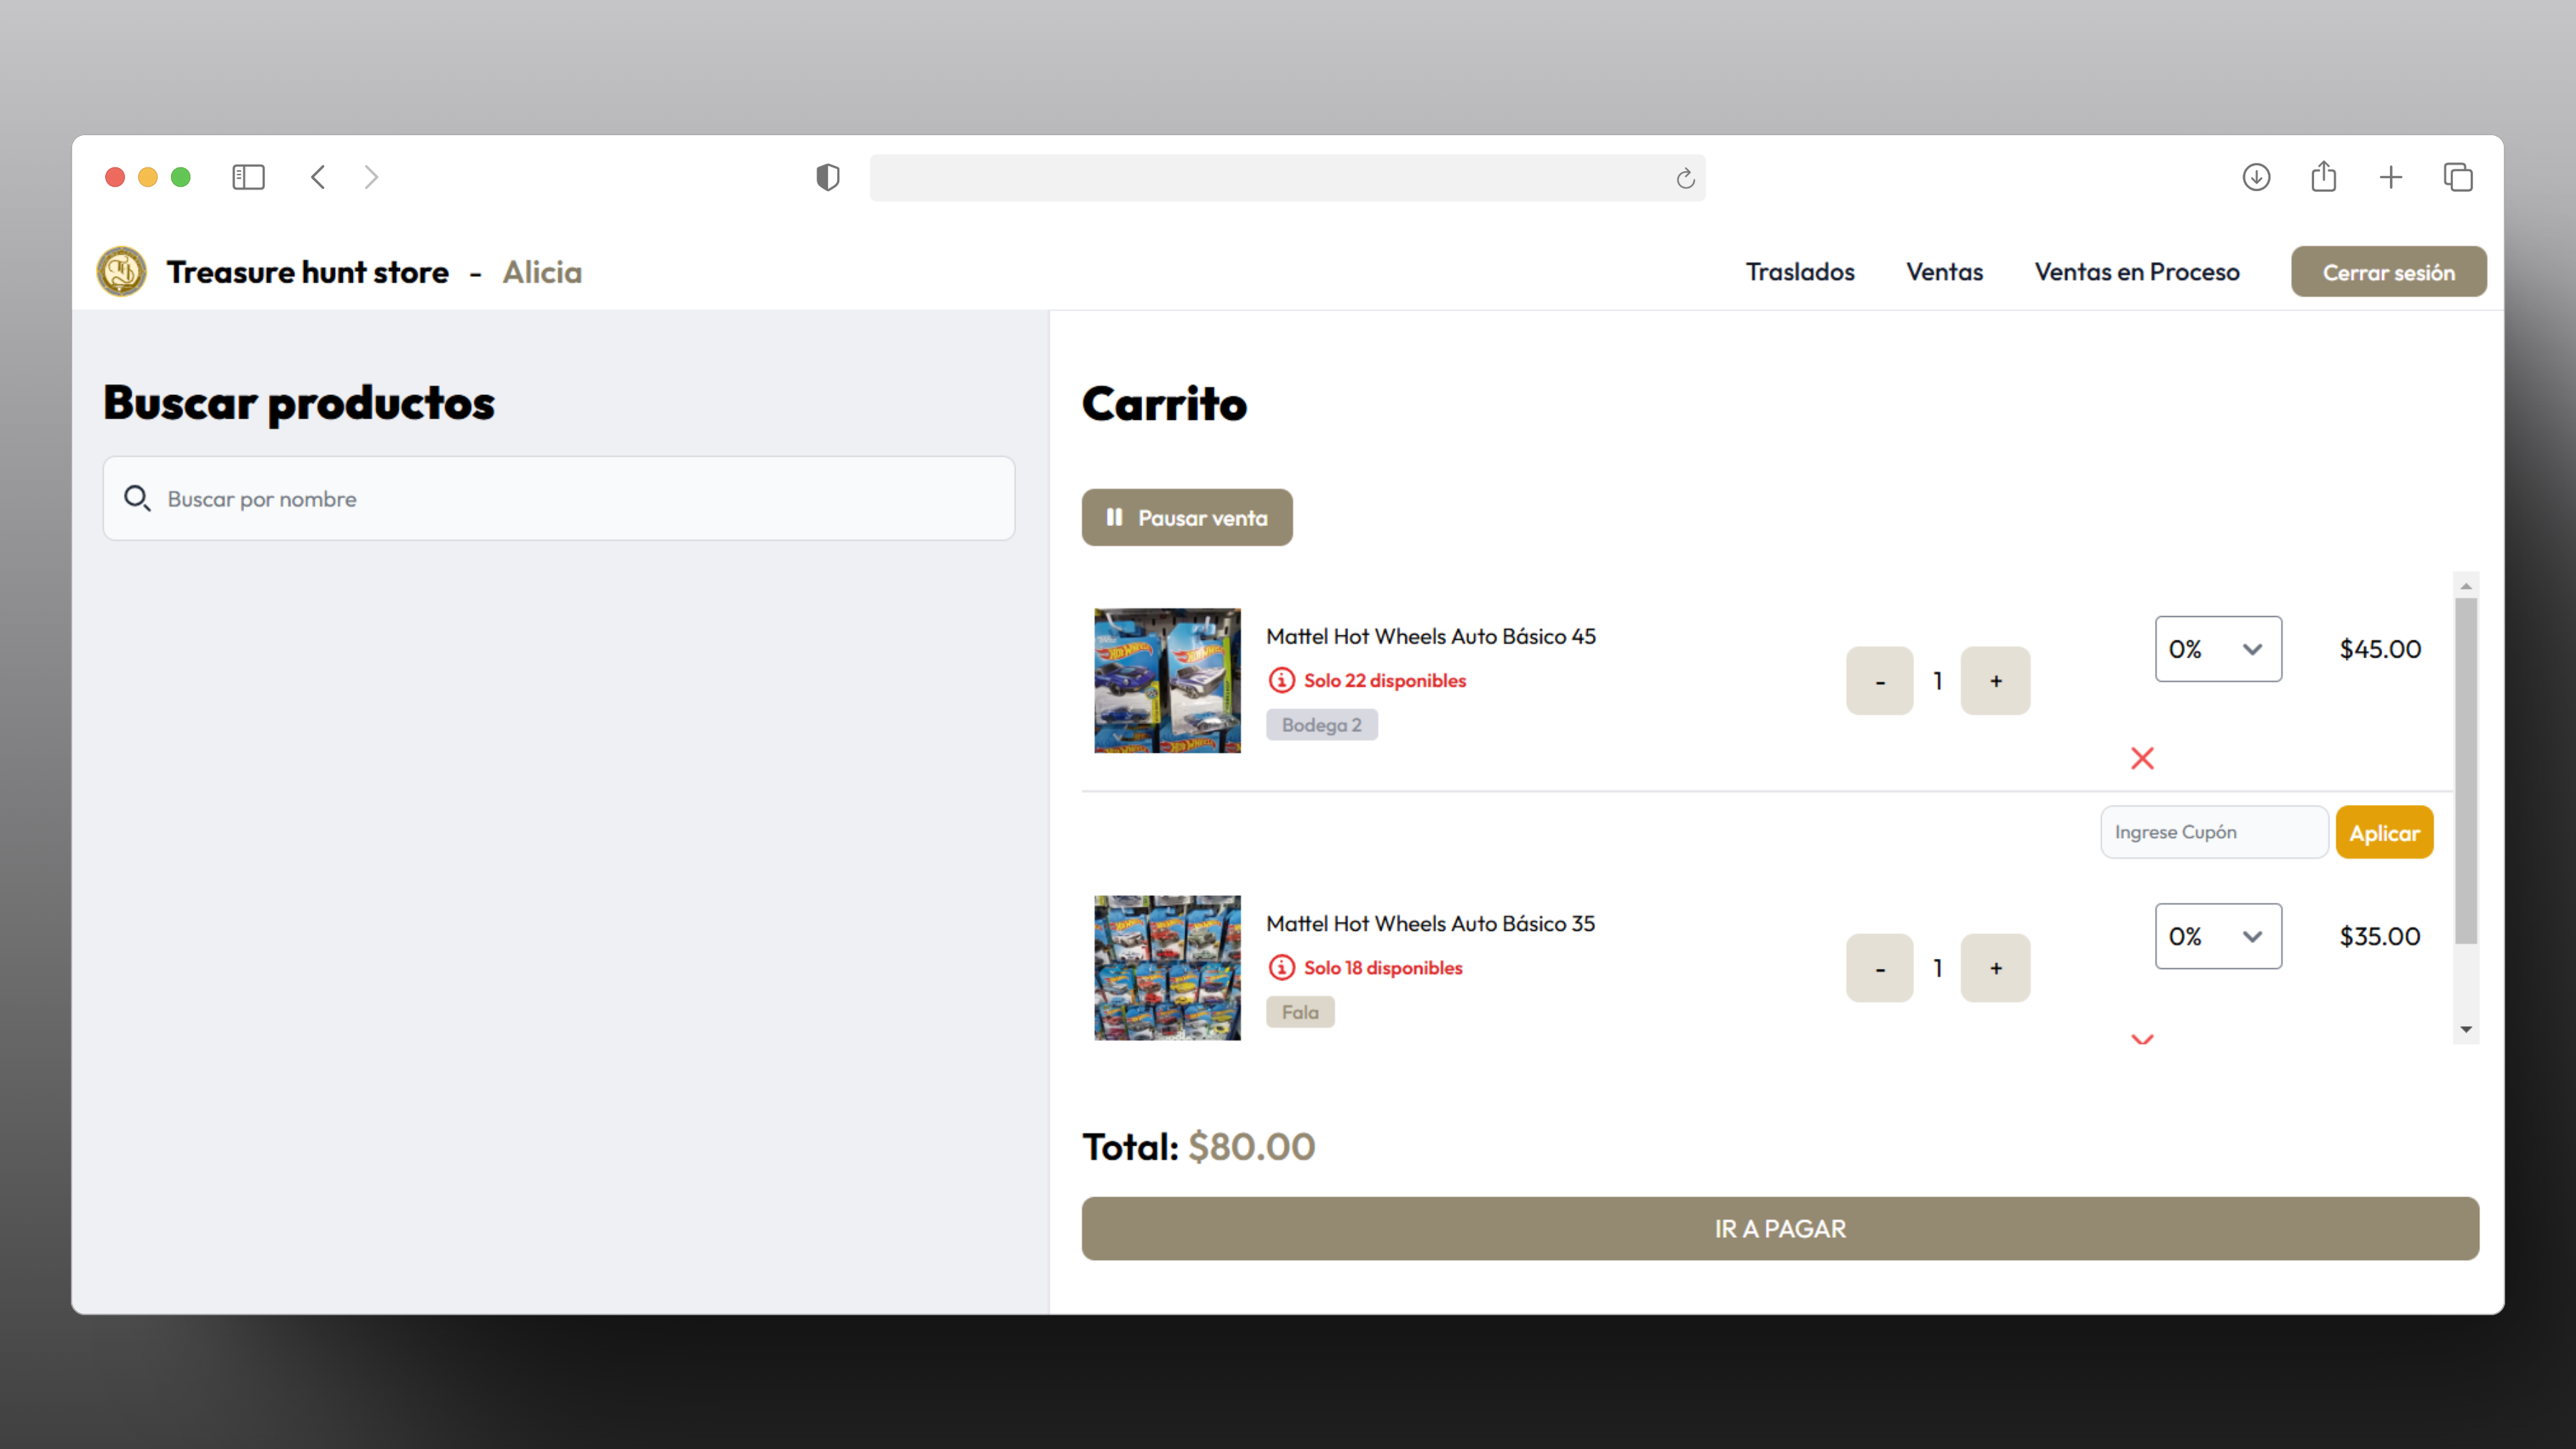 Treasure hunt store - Alicia
Traslados
Ventas
Ventas en Proceso
Cerrar sesión
Buscar productos
Buscar por nombre
Carrito
Pausar venta
Mattel Hot Wheels Auto Básico 45
Solo 22 disponibles
Bodega 2
-
1
+
0%
$45.00
Ingrese Cupón
Aplicar
Mattel Hot Wheels Auto Básico 35
Solo 18 disponibles
Fala
-
1
+
0%
$35.00
Total: $80.00
IR A PAGAR